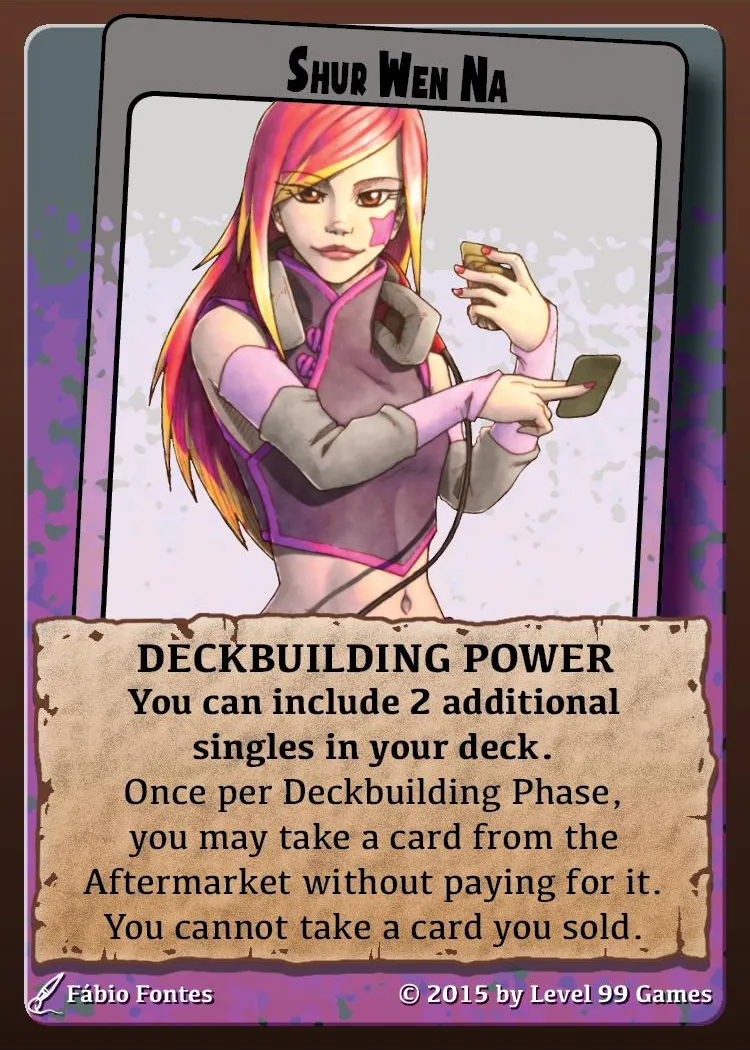 Shur Wen Na
DECKBUILDING POWER
You can include 2 additional
singles in your deck.
Once per Deckbuilding Phase,
you may take a card from the
Aftermarket without paying for it.
You cannot take a card you sold.
Fábio Fontes
© 2015 by Level 99 Games